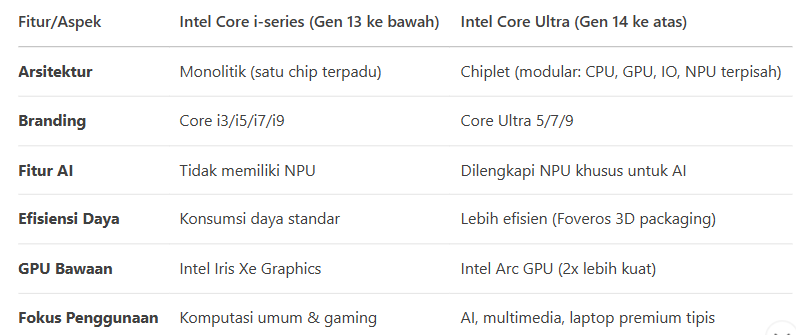 Fitur/Aspek Intel Core i-series (Gen 13 ke bawah) Intel Core Ultra (Gen 14 ke atas)
Arsitektur Monolitik (satu chip terpadu) Chiplet (modular: CPU, GPU, IO, NPU terpisah)
Branding Core i3/i5/i7/i9 Core Ultra 5/7/9
Fitur AI Tidak memiliki NPU Dilengkapi NPU khusus untuk AI
Efisiensi Daya Konsumsi daya standar Lebih efisien (Foveros 3D packaging)
GPU Bawaan Intel Iris Xe Graphics Intel Arc GPU (2x lebih kuat)
Fokus Penggunaan Komputasi umum & gaming AI, multimedia, laptop premium tipis